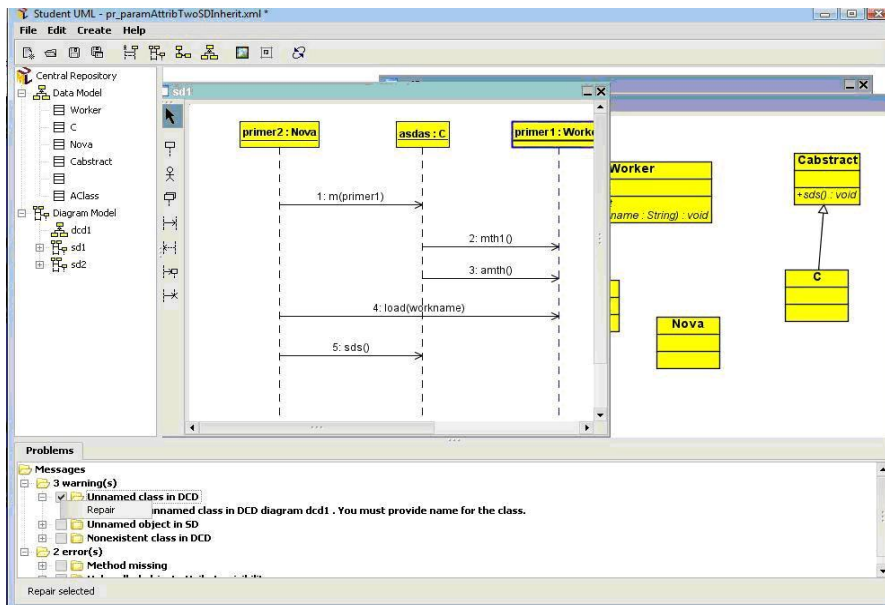 Student UML - pr_paramAttribTwoSDInherit.xml *
File Edit Create Help
Central Repository
Data Model
Worker
C
Nova
Cabstract
AClass
Diagram Model
dcd1
sd1
sd2
sd1
primer2 : Nova
asdas : C
primer1 : Worke
1: m(primer1)
2: mth1()
3: amth()
4: load(workname)
5: sds()
Worker
name : String) : void
Cabstract
+sds() : void
C
Nova
Problems
Messages
3 warning(s)
Unnamed class in DCD
Repair
nnamed class in DCD diagram dcd1 . You must provide name for the class.
Unnamed object in SD
Nonexistent class in DCD
2 error(s)
Method missing
Repair selected